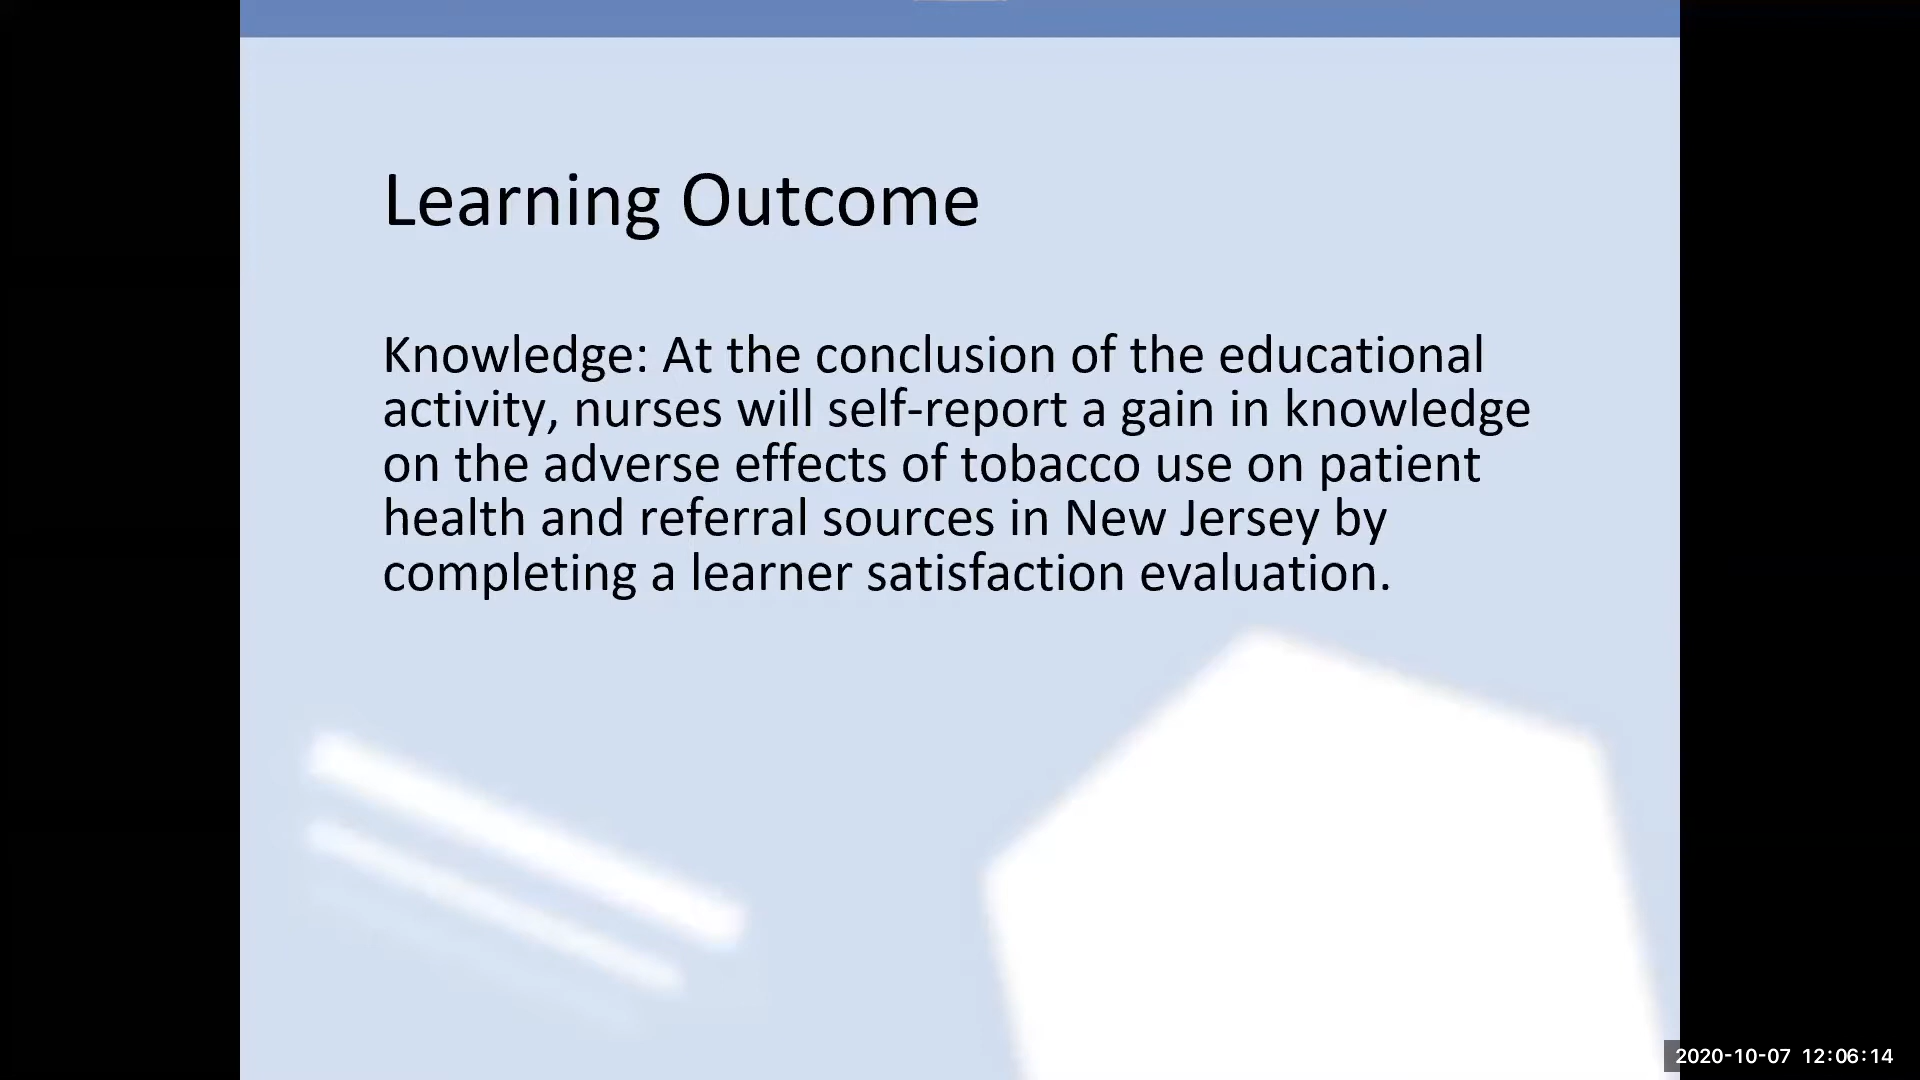 Learning Outcome
Knowledge: At the conclusion of the educational
activity, nurses will self-report a gain in knowledge
on the adverse effects of tobacco use on patient
health and referral sources in New Jersey by
completing a learner satisfaction evaluation.
2020-10-07 12:06:14